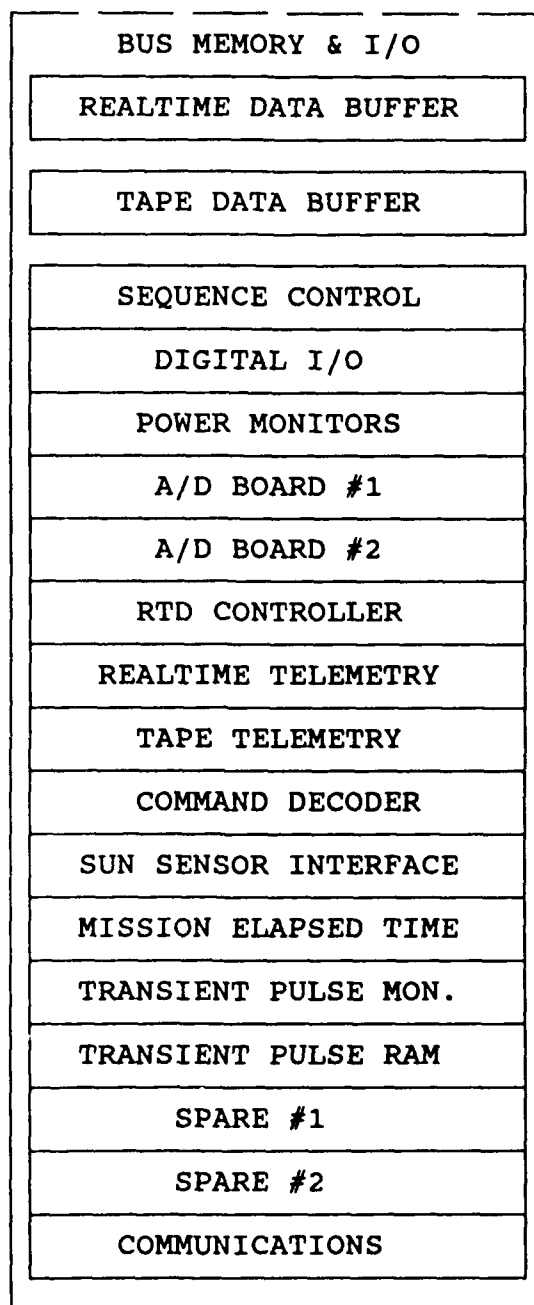 BUS MEMORY & I/O
REALTIME DATA BUFFER
TAPE DATA BUFFER
SEQUENCE CONTROL
DIGITAL I/O
POWER MONITORS
A/D BOARD #1
A/D BOARD #2
RTD CONTROLLER
REALTIME TELEMETRY
TAPE TELEMETRY
COMMAND DECODER
SUN SENSOR INTERFACE
MISSION ELAPSED TIME
TRANSIENT PULSE MON.
TRANSIENT PULSE RAM
SPARE #1
SPARE #2
COMMUNICATIONS